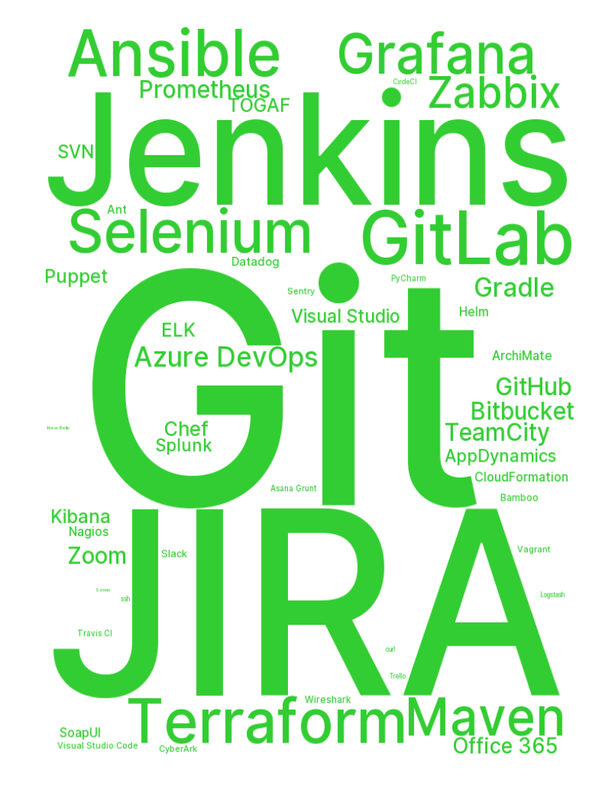 Ansible
Grafana
CircleCI
Prometheus
Zabbix
TOGAF
Jenkins
SVN
Ant
Selenium
GitLab
Datadog
Puppet
Sentry
PyCharm
Gradle
Visual Studio
Helm
ELK
Azure DevOps
ArchiMate
Git
GitHub
Bitbucket
Chef
TeamCity
Splunk
AppDynamics
CloudFormation
Asana Grunt
Bamboo
Kibana
Nagios
Zoom
Slack
Vagrant
ssh
Logstash
JIRA
Travis CI
curl
Trello
Wireshark
Terraform
Maven
SoapUI
Office 365
Visual Studio Code
CyberArk